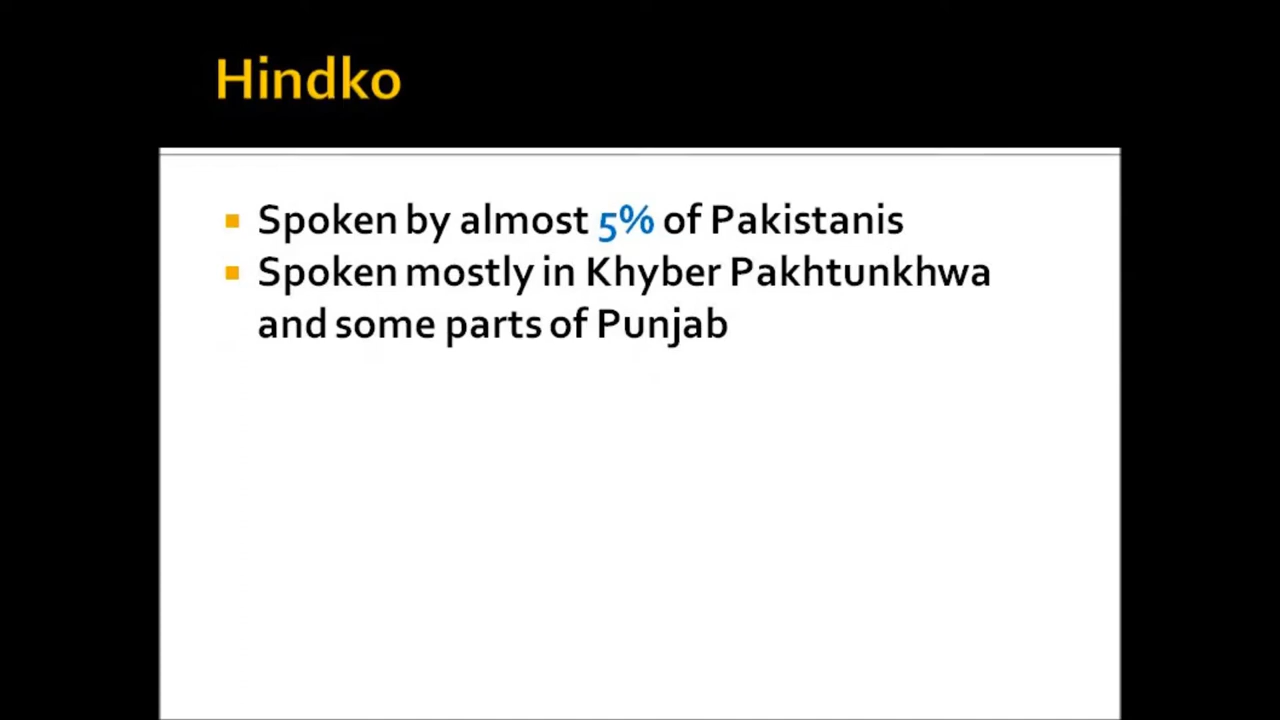 Hindko
Spoken by almost 5% of Pakistanis
Spoken mostly in Khyber Pakhtunkhwa
and some parts of Punjab